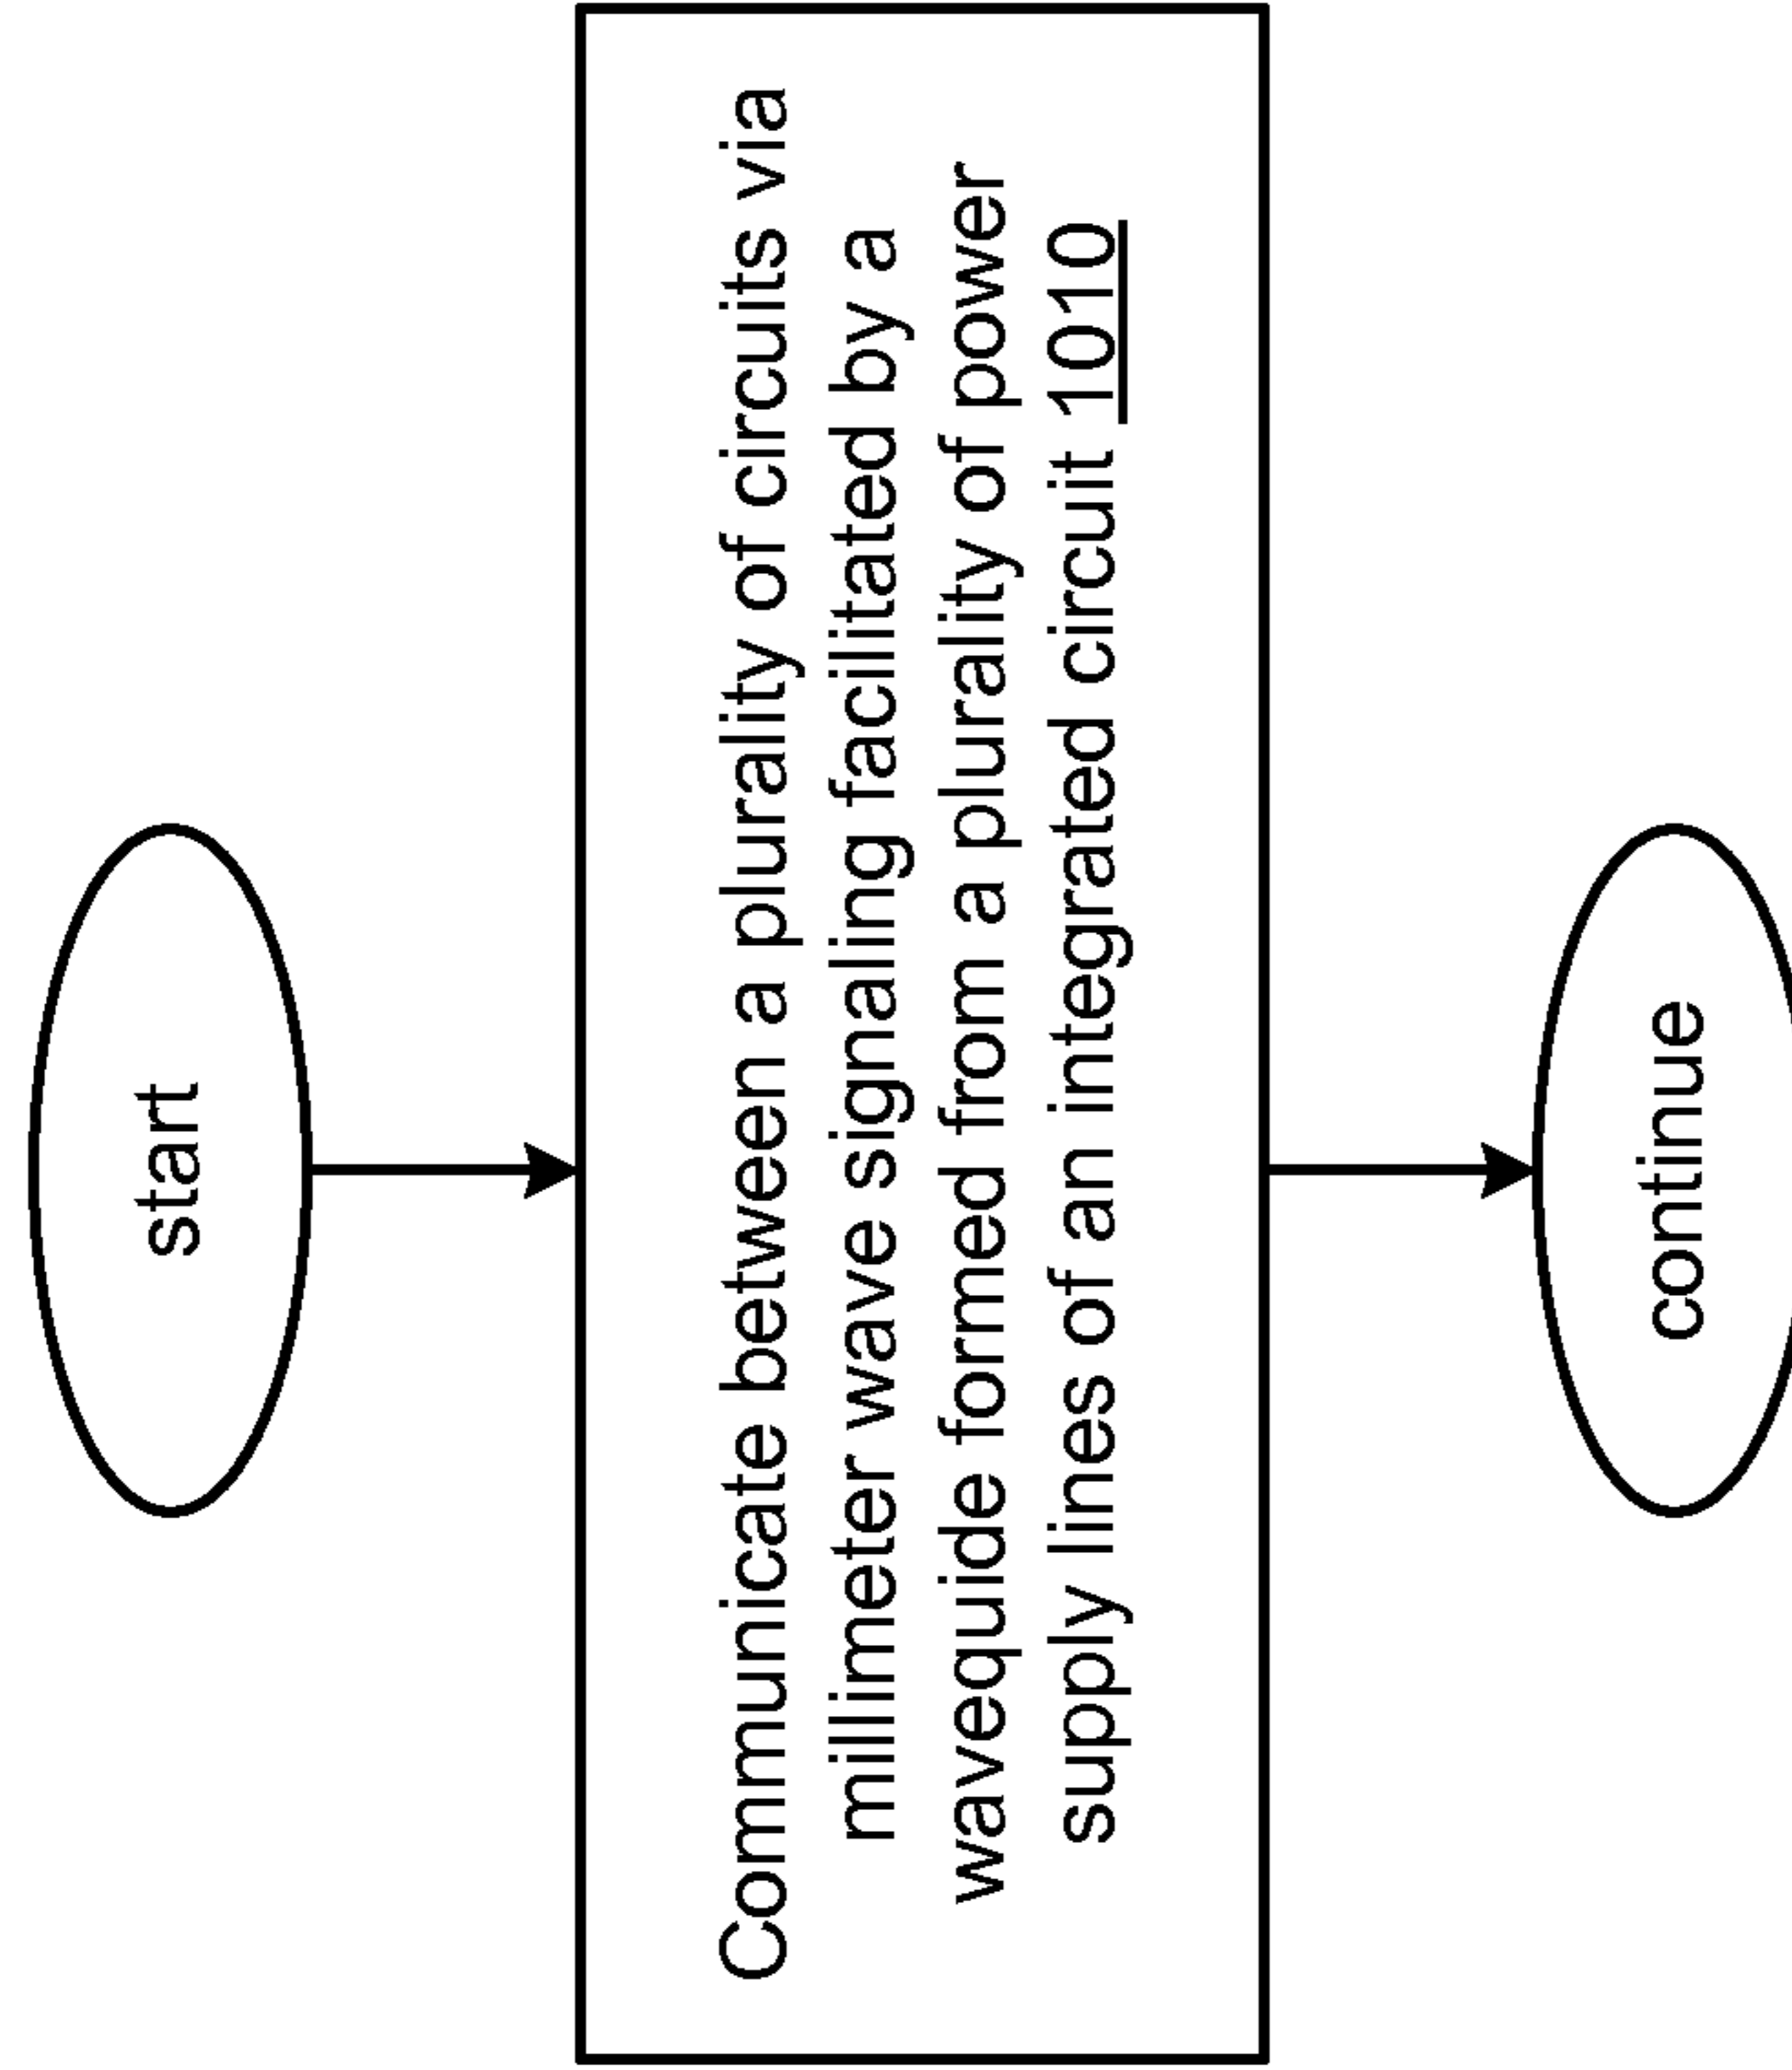 start
Communicate between a plurality of circuits via
millimeter wave signaling facilitated by a
wavequide formed from a plurality of power
supply lines of an integrated circuit 1010
continue